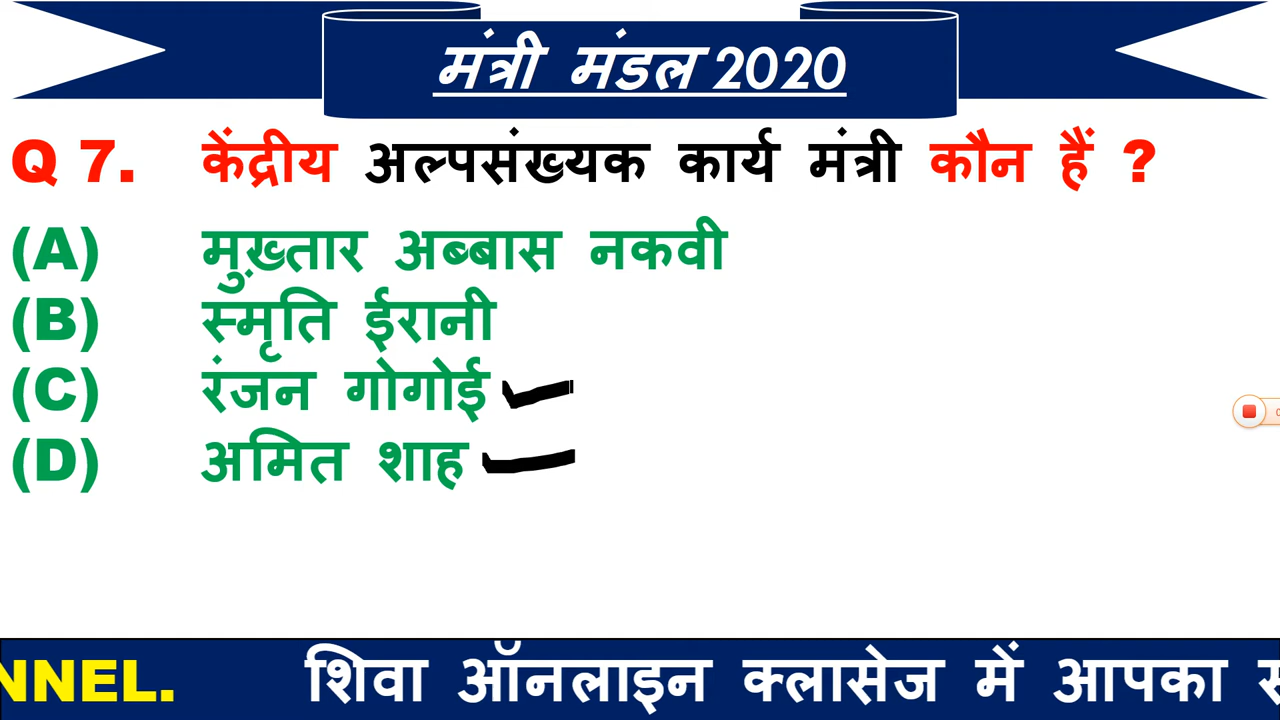 मंत्री मंडल 2020
Q 7. केंद्रीय अल्पसंख्यक कार्य मंत्री कौन हैं ?
(A) मुख़्तार अब्बास नकवी
(B) स्मृति ईरानी
(C) रंजन गोगोई
(D) अमित शाह
NNEL. शिवा ऑनलाइन क्लासेज में आपका